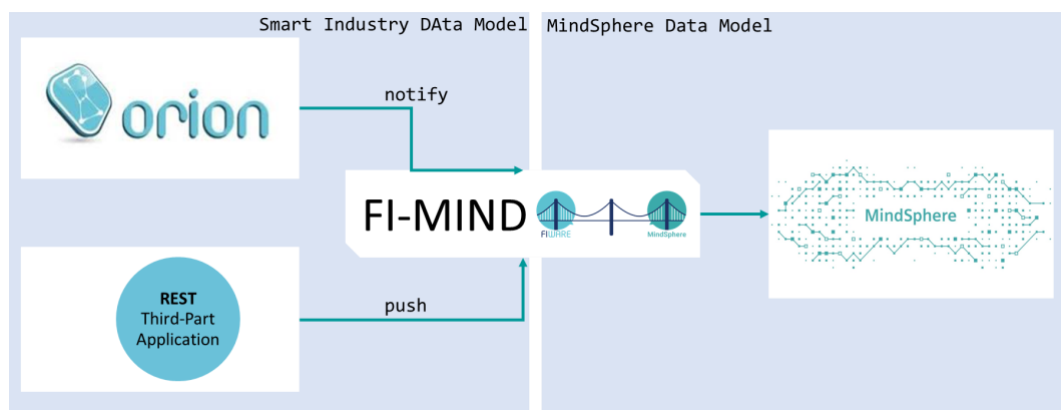 Smart Industry DAta Model
MindSphere Data Model
orion
notify
FI-MIND
FIWARE
MindSphere
MindSphere
REST
Third-Part
Application
push